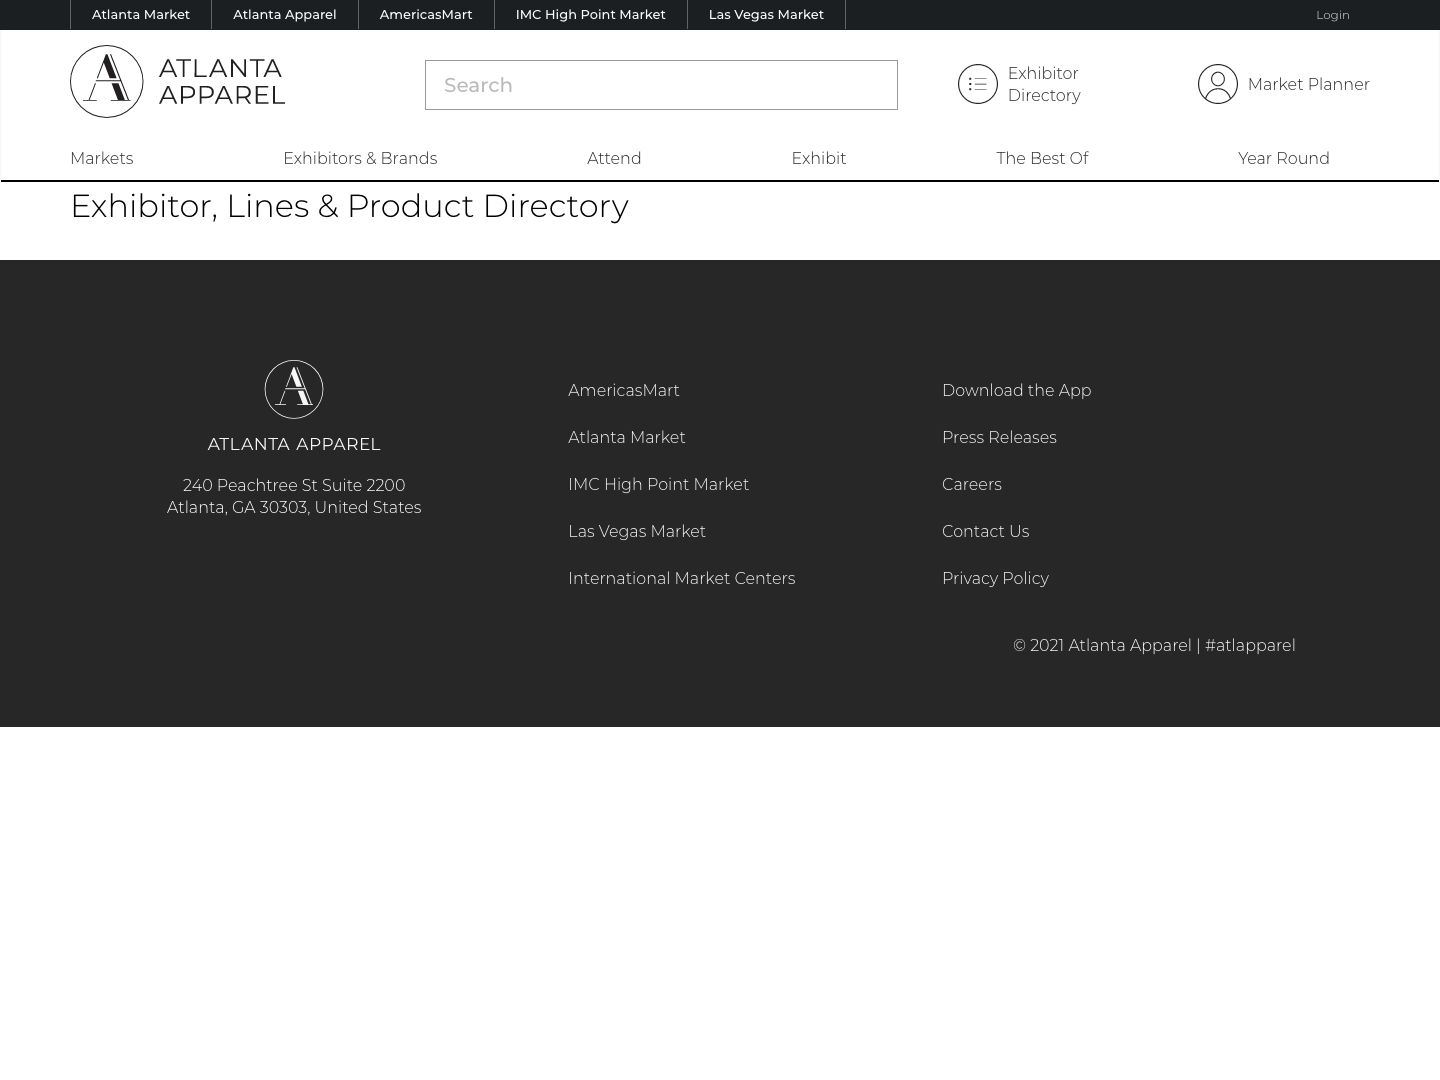 Atlanta Market
Atlanta Apparel
AmericasMart
IMC High Point Market
Las Vegas Market
Login
ATLANTA
APPAREL
Search
Exhibitor
Directory
Market Planner
Markets
Exhibitors & Brands
Attend
Exhibit
The Best Of
Year Round
Exhibitor, Lines & Product Directory
ATLANTA APPAREL
240 Peachtree St Suite 2200
Atlanta, GA 30303, United States
AmericasMart
Atlanta Market
IMC High Point Market
Las Vegas Market
International Market Centers
Download the App
Press Releases
Careers
Contact Us
Privacy Policy
© 2021 Atlanta Apparel | #atlapparel